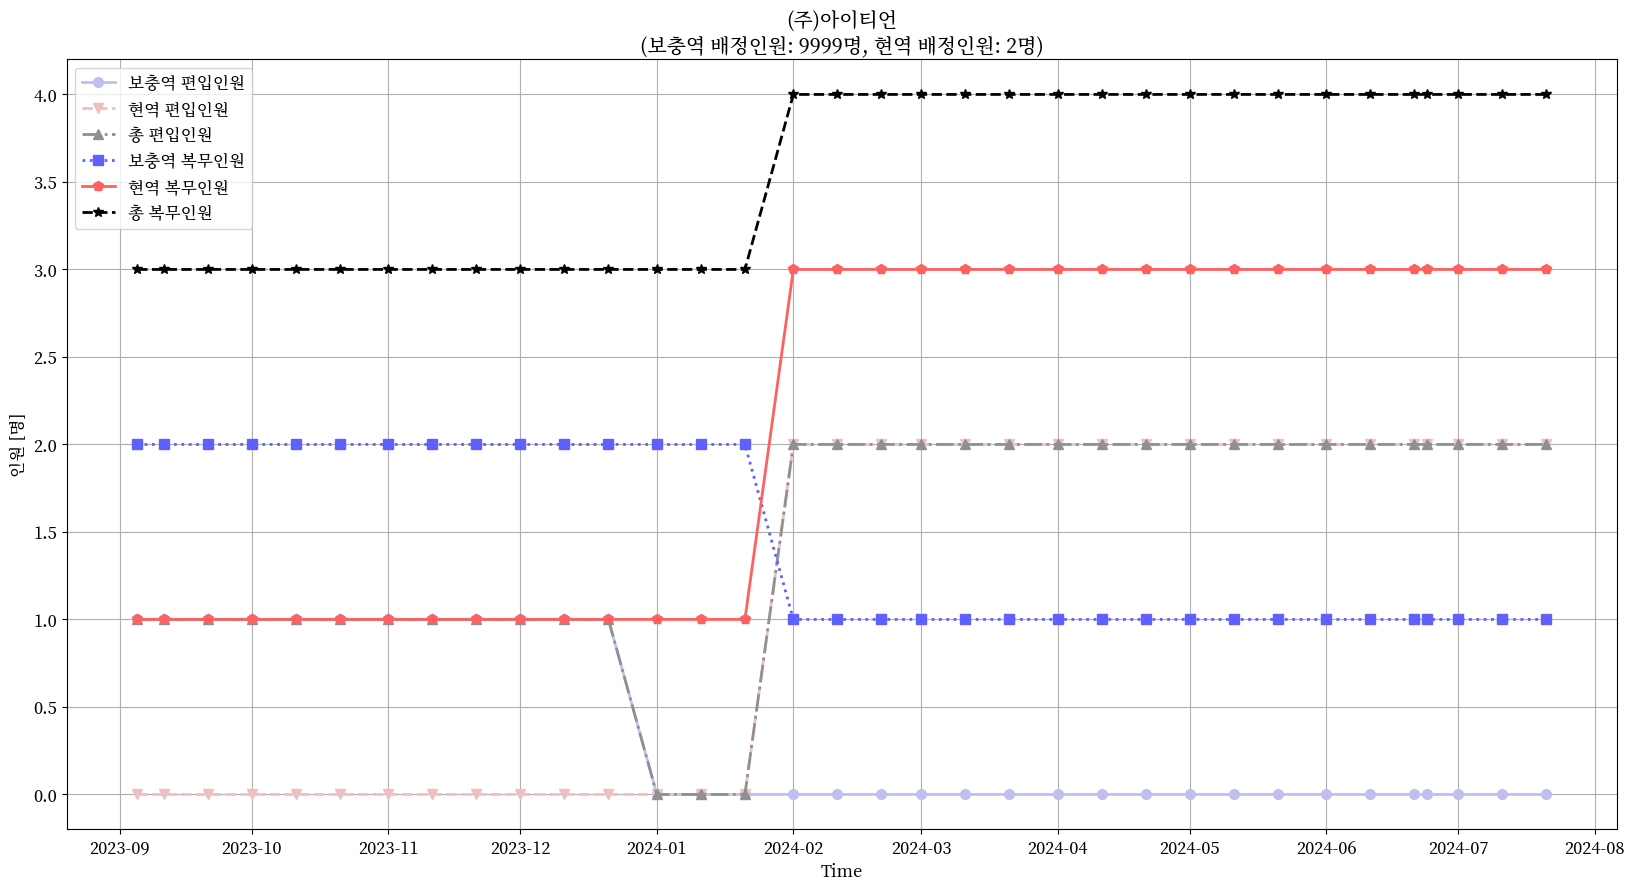 (주)아이티언
(보충역 배정인원: 9999명, 현역 배정인원: 2명)
보충역 편입인원
현역 편입인원
총 편입인원
보충역 복무인원
현역 복무인원
총 복무인원
4.0
3.5
3.0
2.5
2.0
1.5
1.0
0.5
0.0
인원 [명]
2023-09 2023-10 2023-11 2023-12 2024-01 2024-02 2024-03 2024-04 2024-05 2024-06 2024-07 2024-08
Time